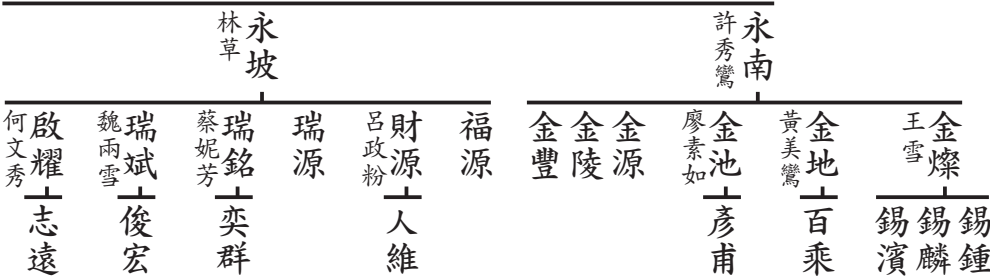 永南
許秀鸞
永坡
林草
金燦
王雪
金地
黃美鸞
金池
廖素如
金源
金陵
金豐
福源
財源
呂政粉
瑞源
瑞銘
蔡妮芳
瑞斌
魏兩雪
啟耀
何文秀
錫鍾
錫麟
錫濱
百乘
彥甫
人維
奕群
俊宏
志遠